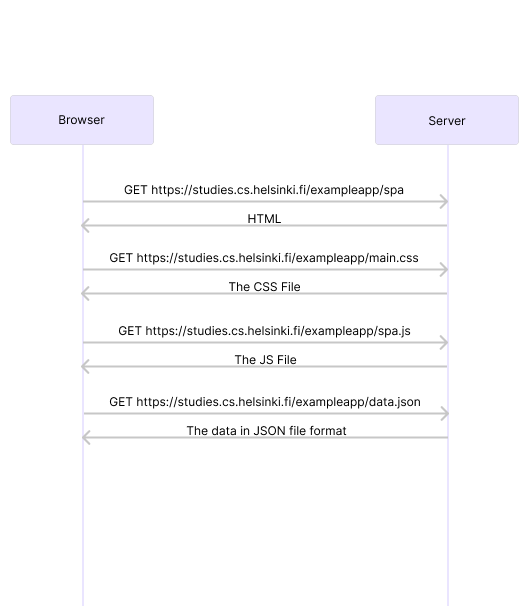 Browser
Server
GET https://studies.cs.helsinki.fi/exampleapp/spa
HTML
GET https://studies.cs.helsinki.fi/exampleapp/main.css
The CSS File
GET https://studies.cs.helsinki.fi/exampleapp/spa.js
The JS File
GET https://studies.cs.helsinki.fi/exampleapp/data.json
The data in JSON file format